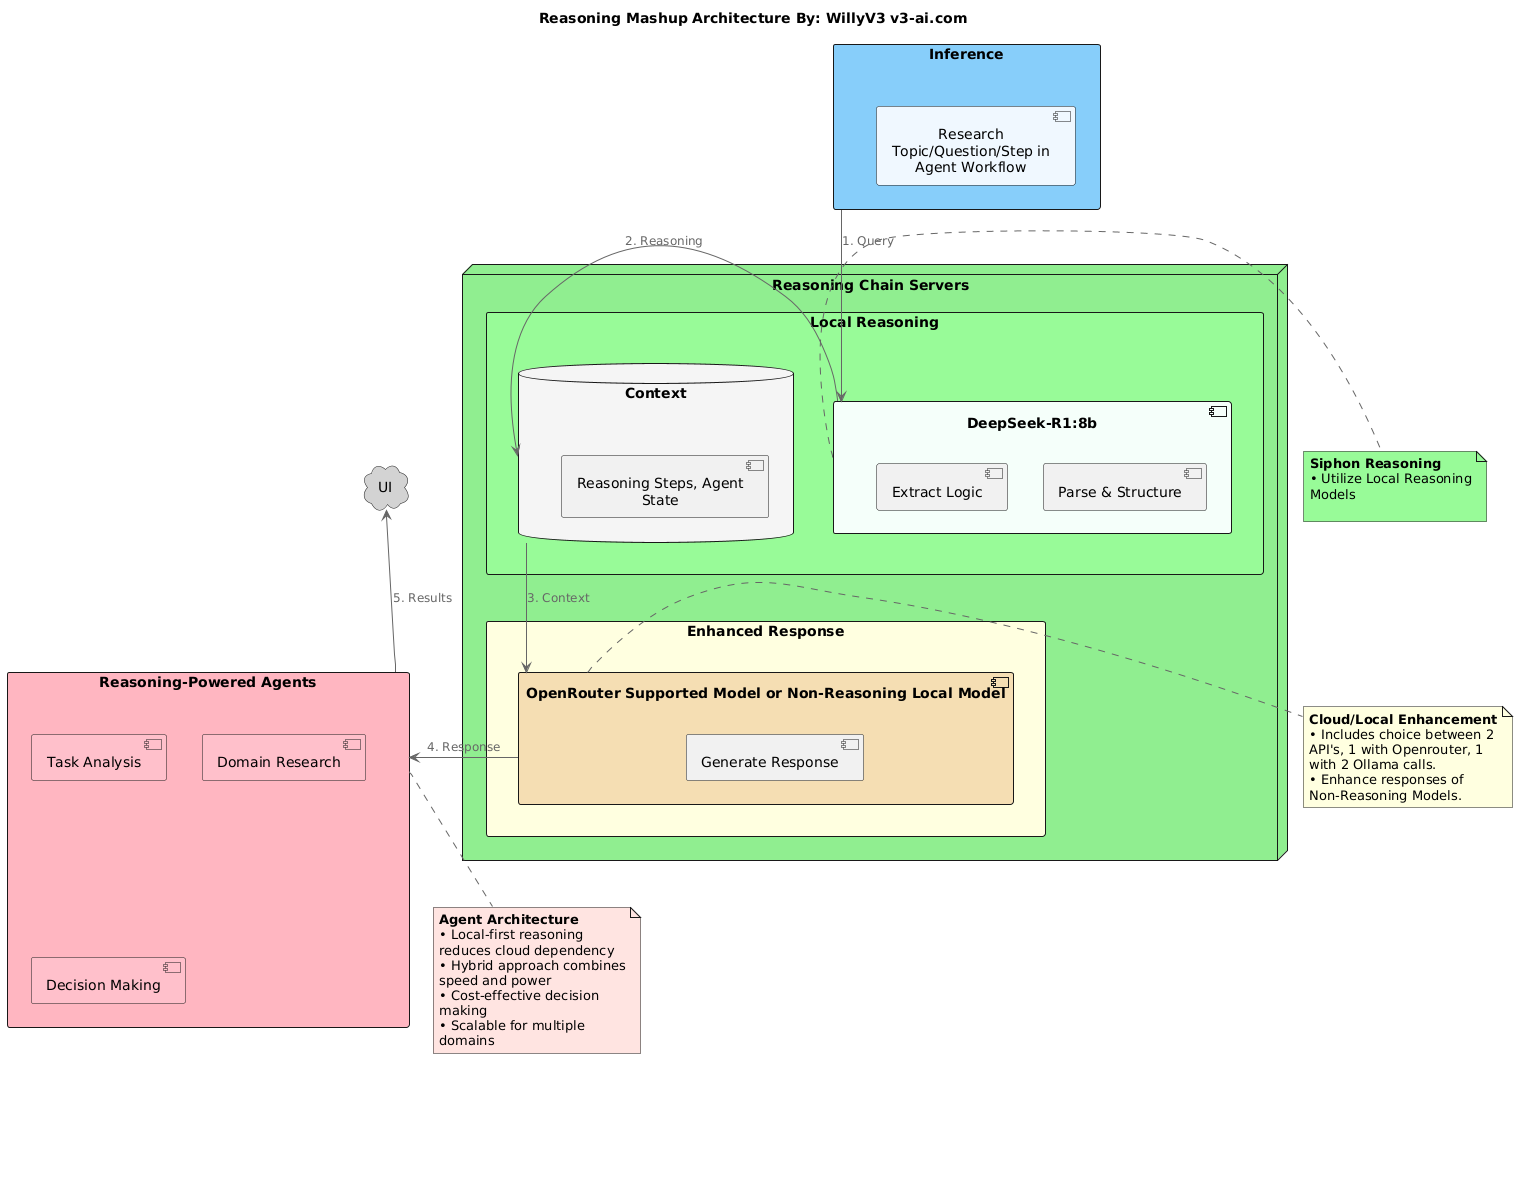 Reasoning Mashup Architecture By: WillyV3 v3-ai.com
Inference
Research
Topic/Question/Step in
Agent Workflow
2. Reasoning
1. Query
Reasoning Chain Servers
Local Reasoning
Context
Reasoning Steps, Agent
State
DeepSeek-R1:8b
Extract Logic
Parse & Structure
Siphon Reasoning
• Utilize Local Reasoning
Models
UI
5. Results
3. Context
Enhanced Response
OpenRouter Supported Model or Non-Reasoning Local Model
Generate Response
4. Response
Cloud/Local Enhancement
• Includes choice between 2
API's, 1 with Openrouter, 1
with 2 Ollama calls.
• Enhance responses of
Non-Reasoning Models.
Reasoning-Powered Agents
Task Analysis
Domain Research
Decision Making
Agent Architecture
• Local-first reasoning
reduces cloud dependency
• Hybrid approach combines
speed and power
• Cost-effective decision
making
• Scalable for multiple
domains